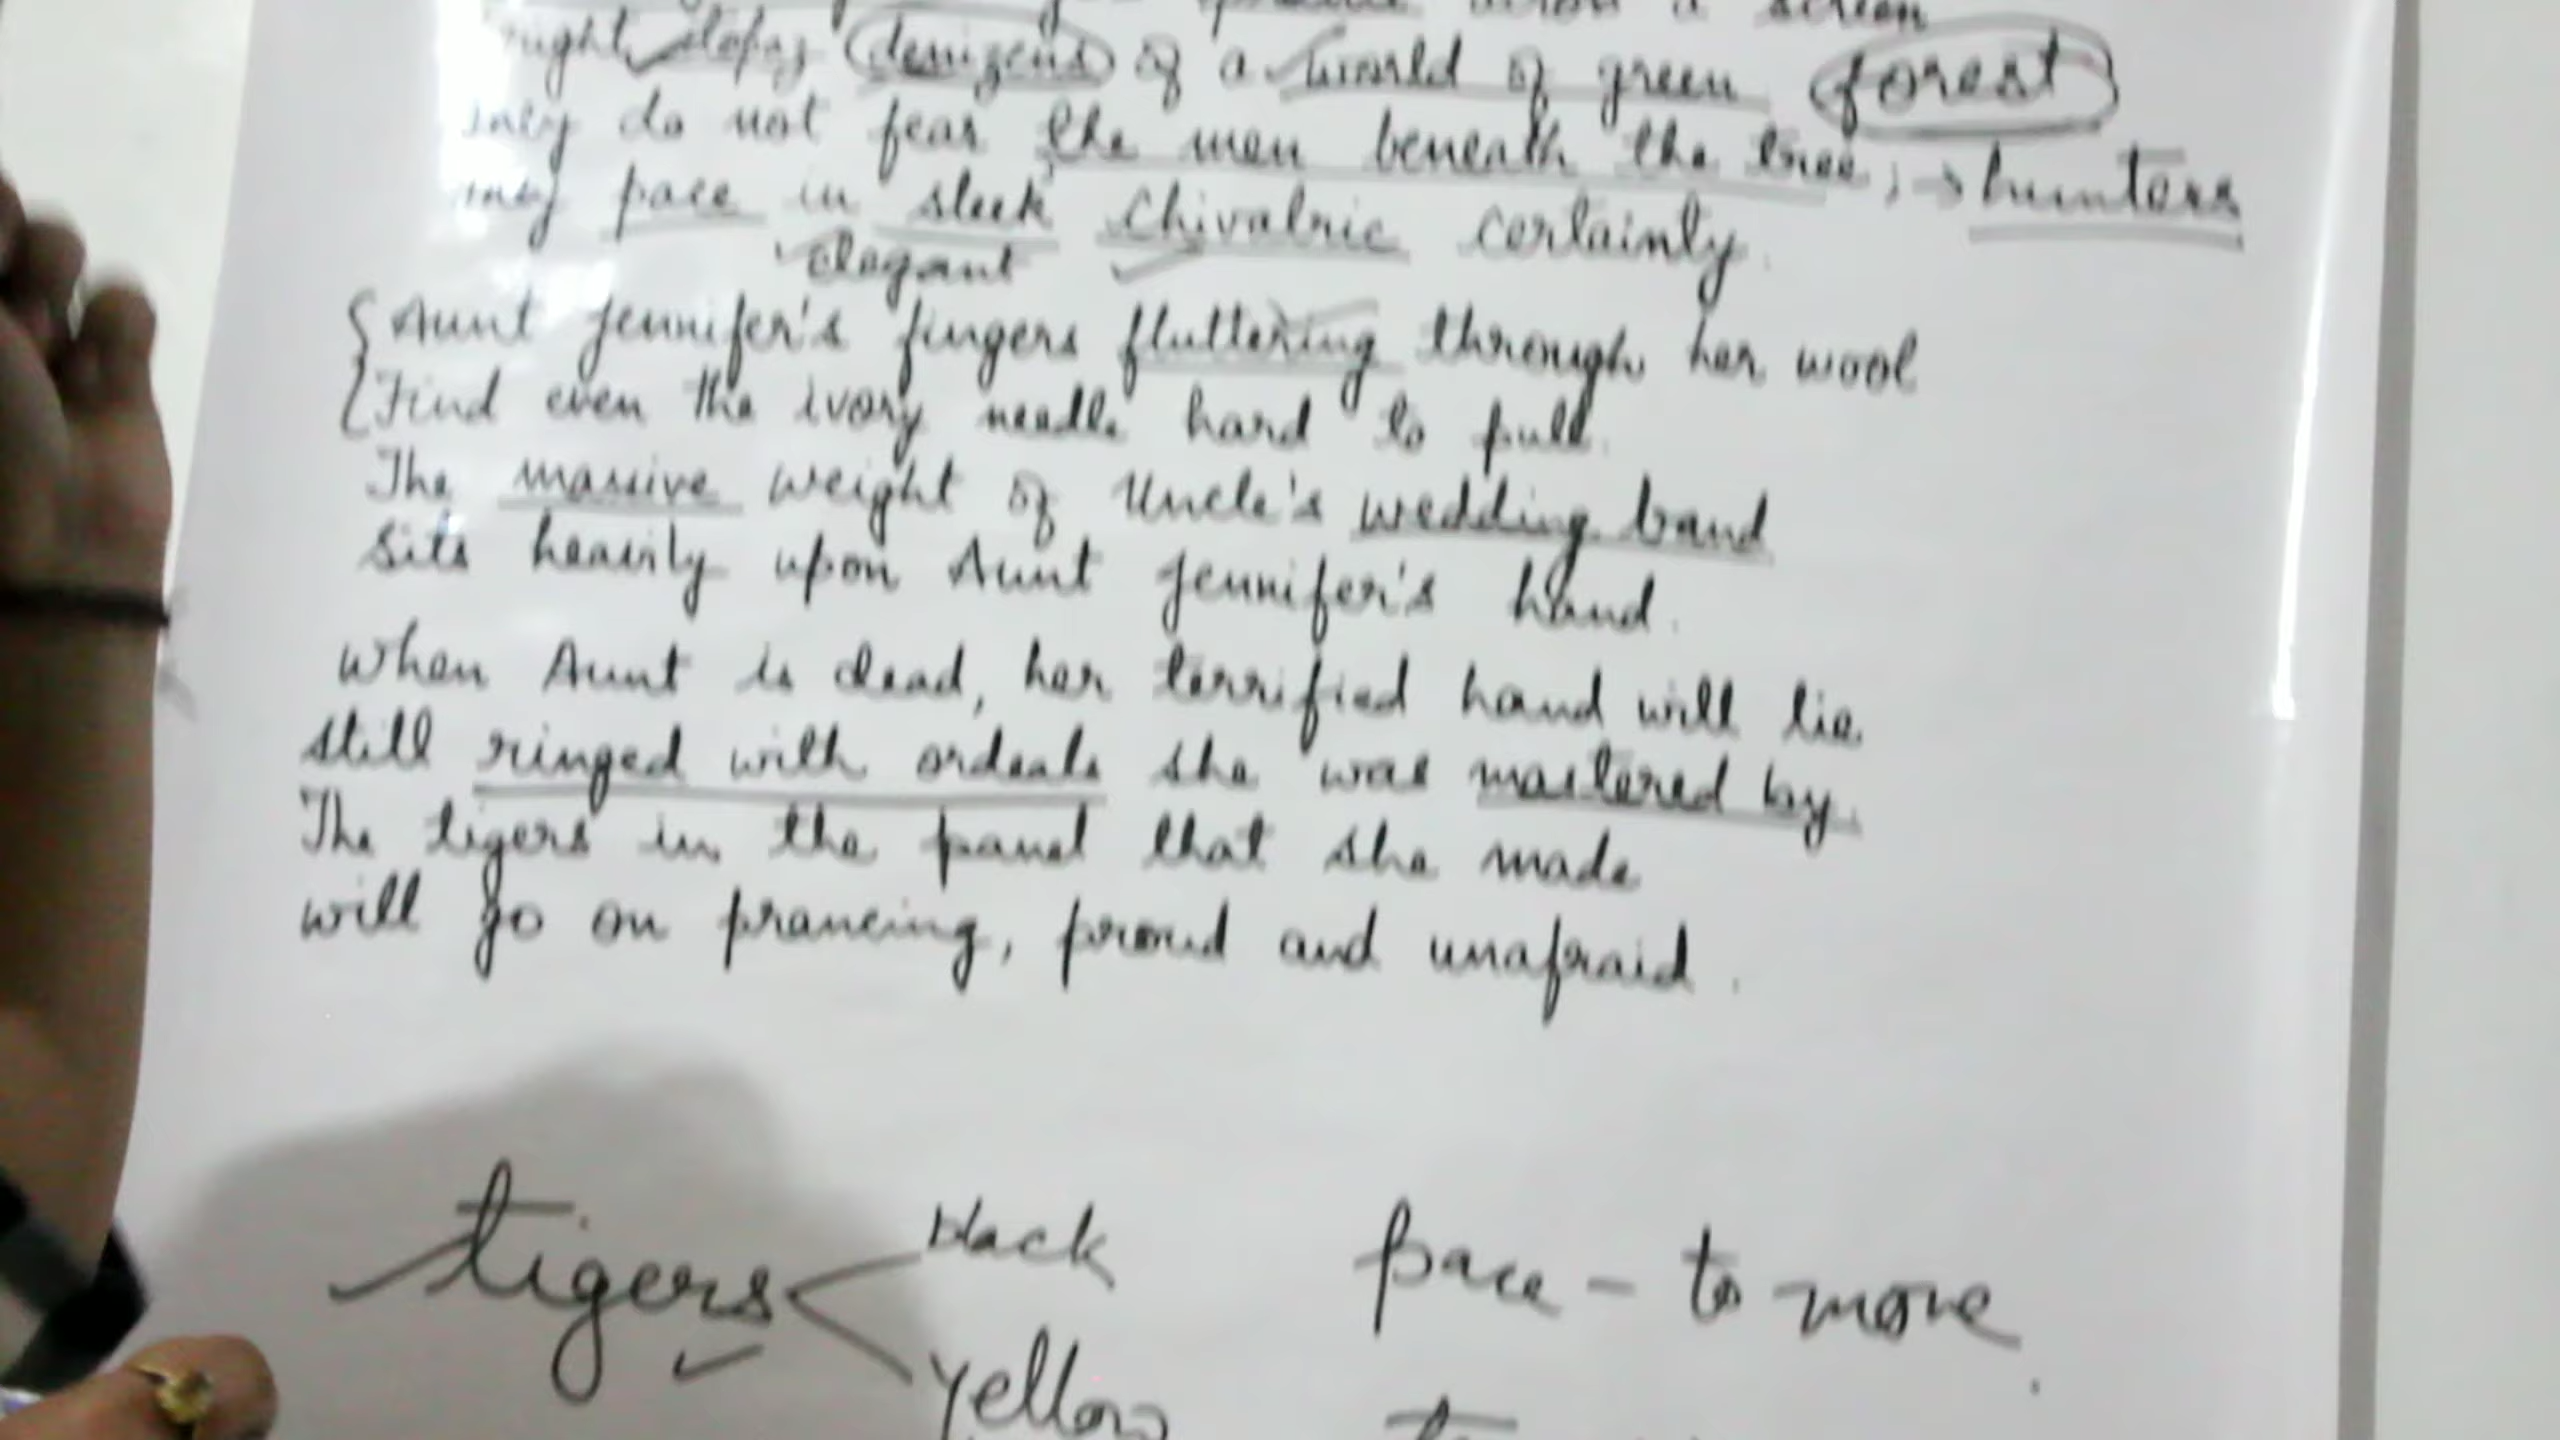 across a screen
topaz denizens of a world of green forest
They do not fear the men beneath the tree; → hunters
They pace in sleek chivalric certainty.
elegant
Aunt Jennifer's fingers fluttering through her wool
Find even the ivory needle hard to pull.
The massive weight of Uncle's wedding band
Sits heavily upon Aunt Jennifer's hand.
When Aunt is dead, her terrified hand will lie
still ringed with ordeals she was mastered by.
The tigers in the panel that she made
will go on prancing, proud and unafraid.
tigers black pace - to move
yellow